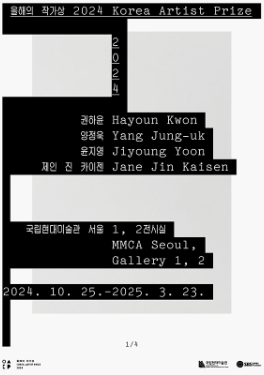 올해의 작가상 2024 Korea Artist Prize
2
0
2
4
권하윤 Hayoun Kwon
양정욱 Yang Jung-uk
윤지영 Jiyoung Yoon
제인 진 카이젠 Jane Jin Kaisen
국립현대미술관 서울 1, 2전시실
MMCA Seoul,
Gallery 1, 2
2024. 10. 25.–2025. 3. 23.
1/4